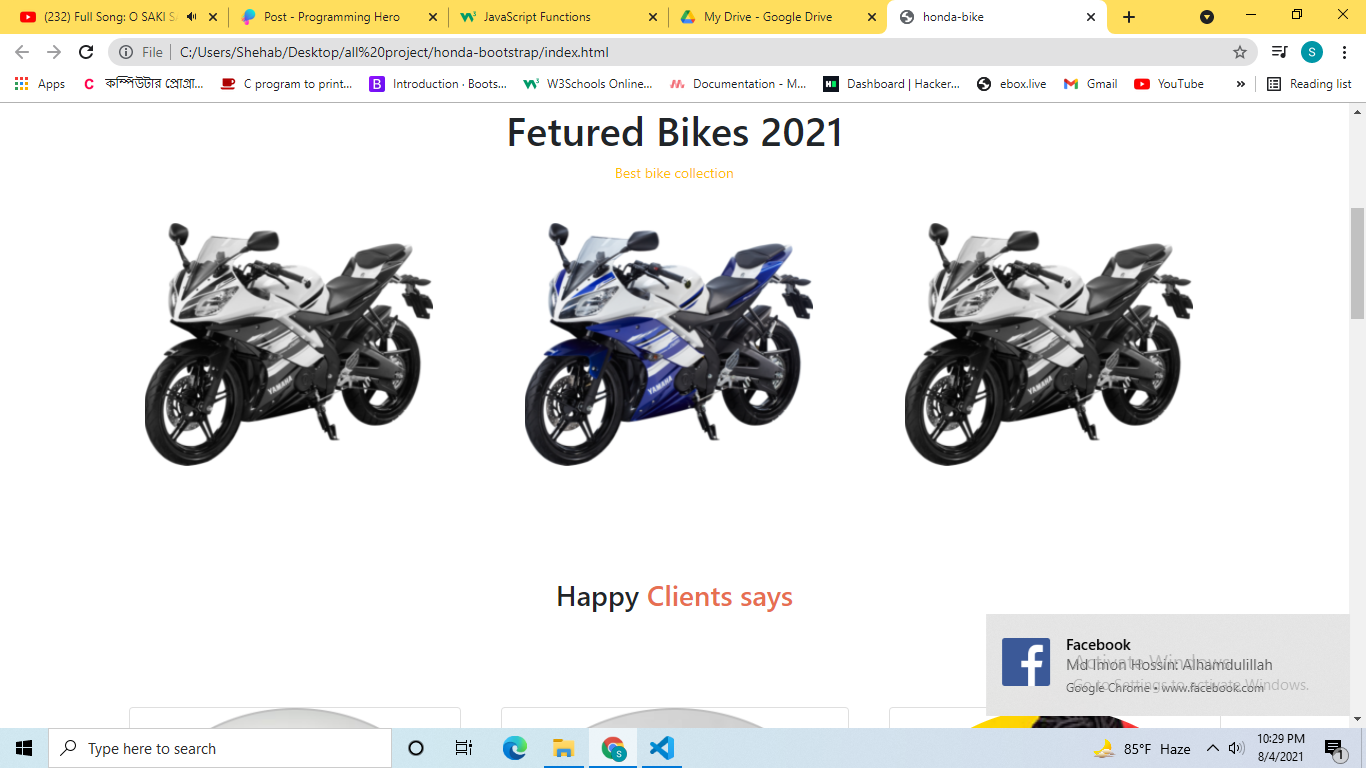 (232) Full Song: O SAKI SA
Post - Programming Hero
JavaScript Functions
My Drive - Google Drive
honda-bike
File
C:/Users/Shehab/Desktop/all%20project/honda-bootstrap/index.html
S
Apps
কম্পিউটার প্রোগ্রা...
C program to print...
Introduction · Boots...
W3Schools Online...
Documentation - M...
Dashboard | Hacker...
ebox.live
Gmail
YouTube
»
Reading list
Fetured Bikes 2021
Best bike collection
YAMAHA
YAMAHA
YAMAHA
Happy Clients says
Facebook
Md Imon Hossin: Alhamdulillah
Google Chrome • www.facebook.com
Activate Windows
Go to Settings to activate Windows.
Type here to search
85°F Haze
10:29 PM
8/4/2021
1